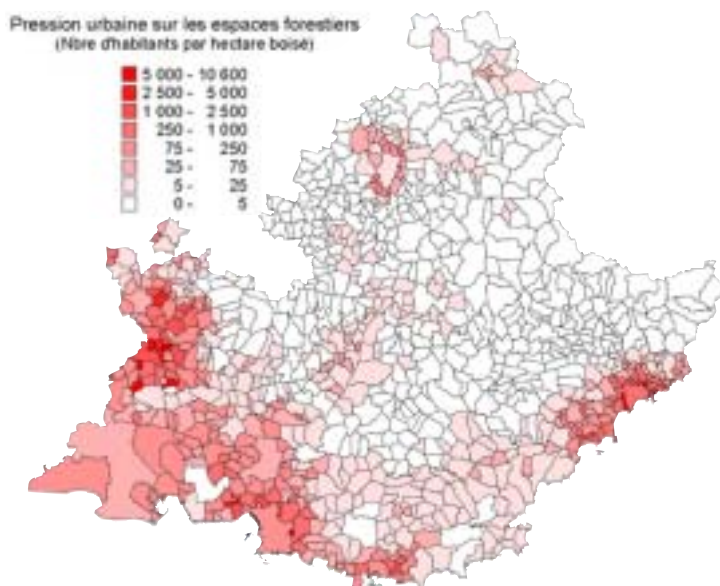 Pression urbaine sur les espaces forestiers
(Nbre d'habitants par hectare boisé)
5 000 - 10 600
2 500 - 5 000
1 000 - 2 500
250 - 1 000
75 - 250
25 - 75
5 - 25
0 - 5